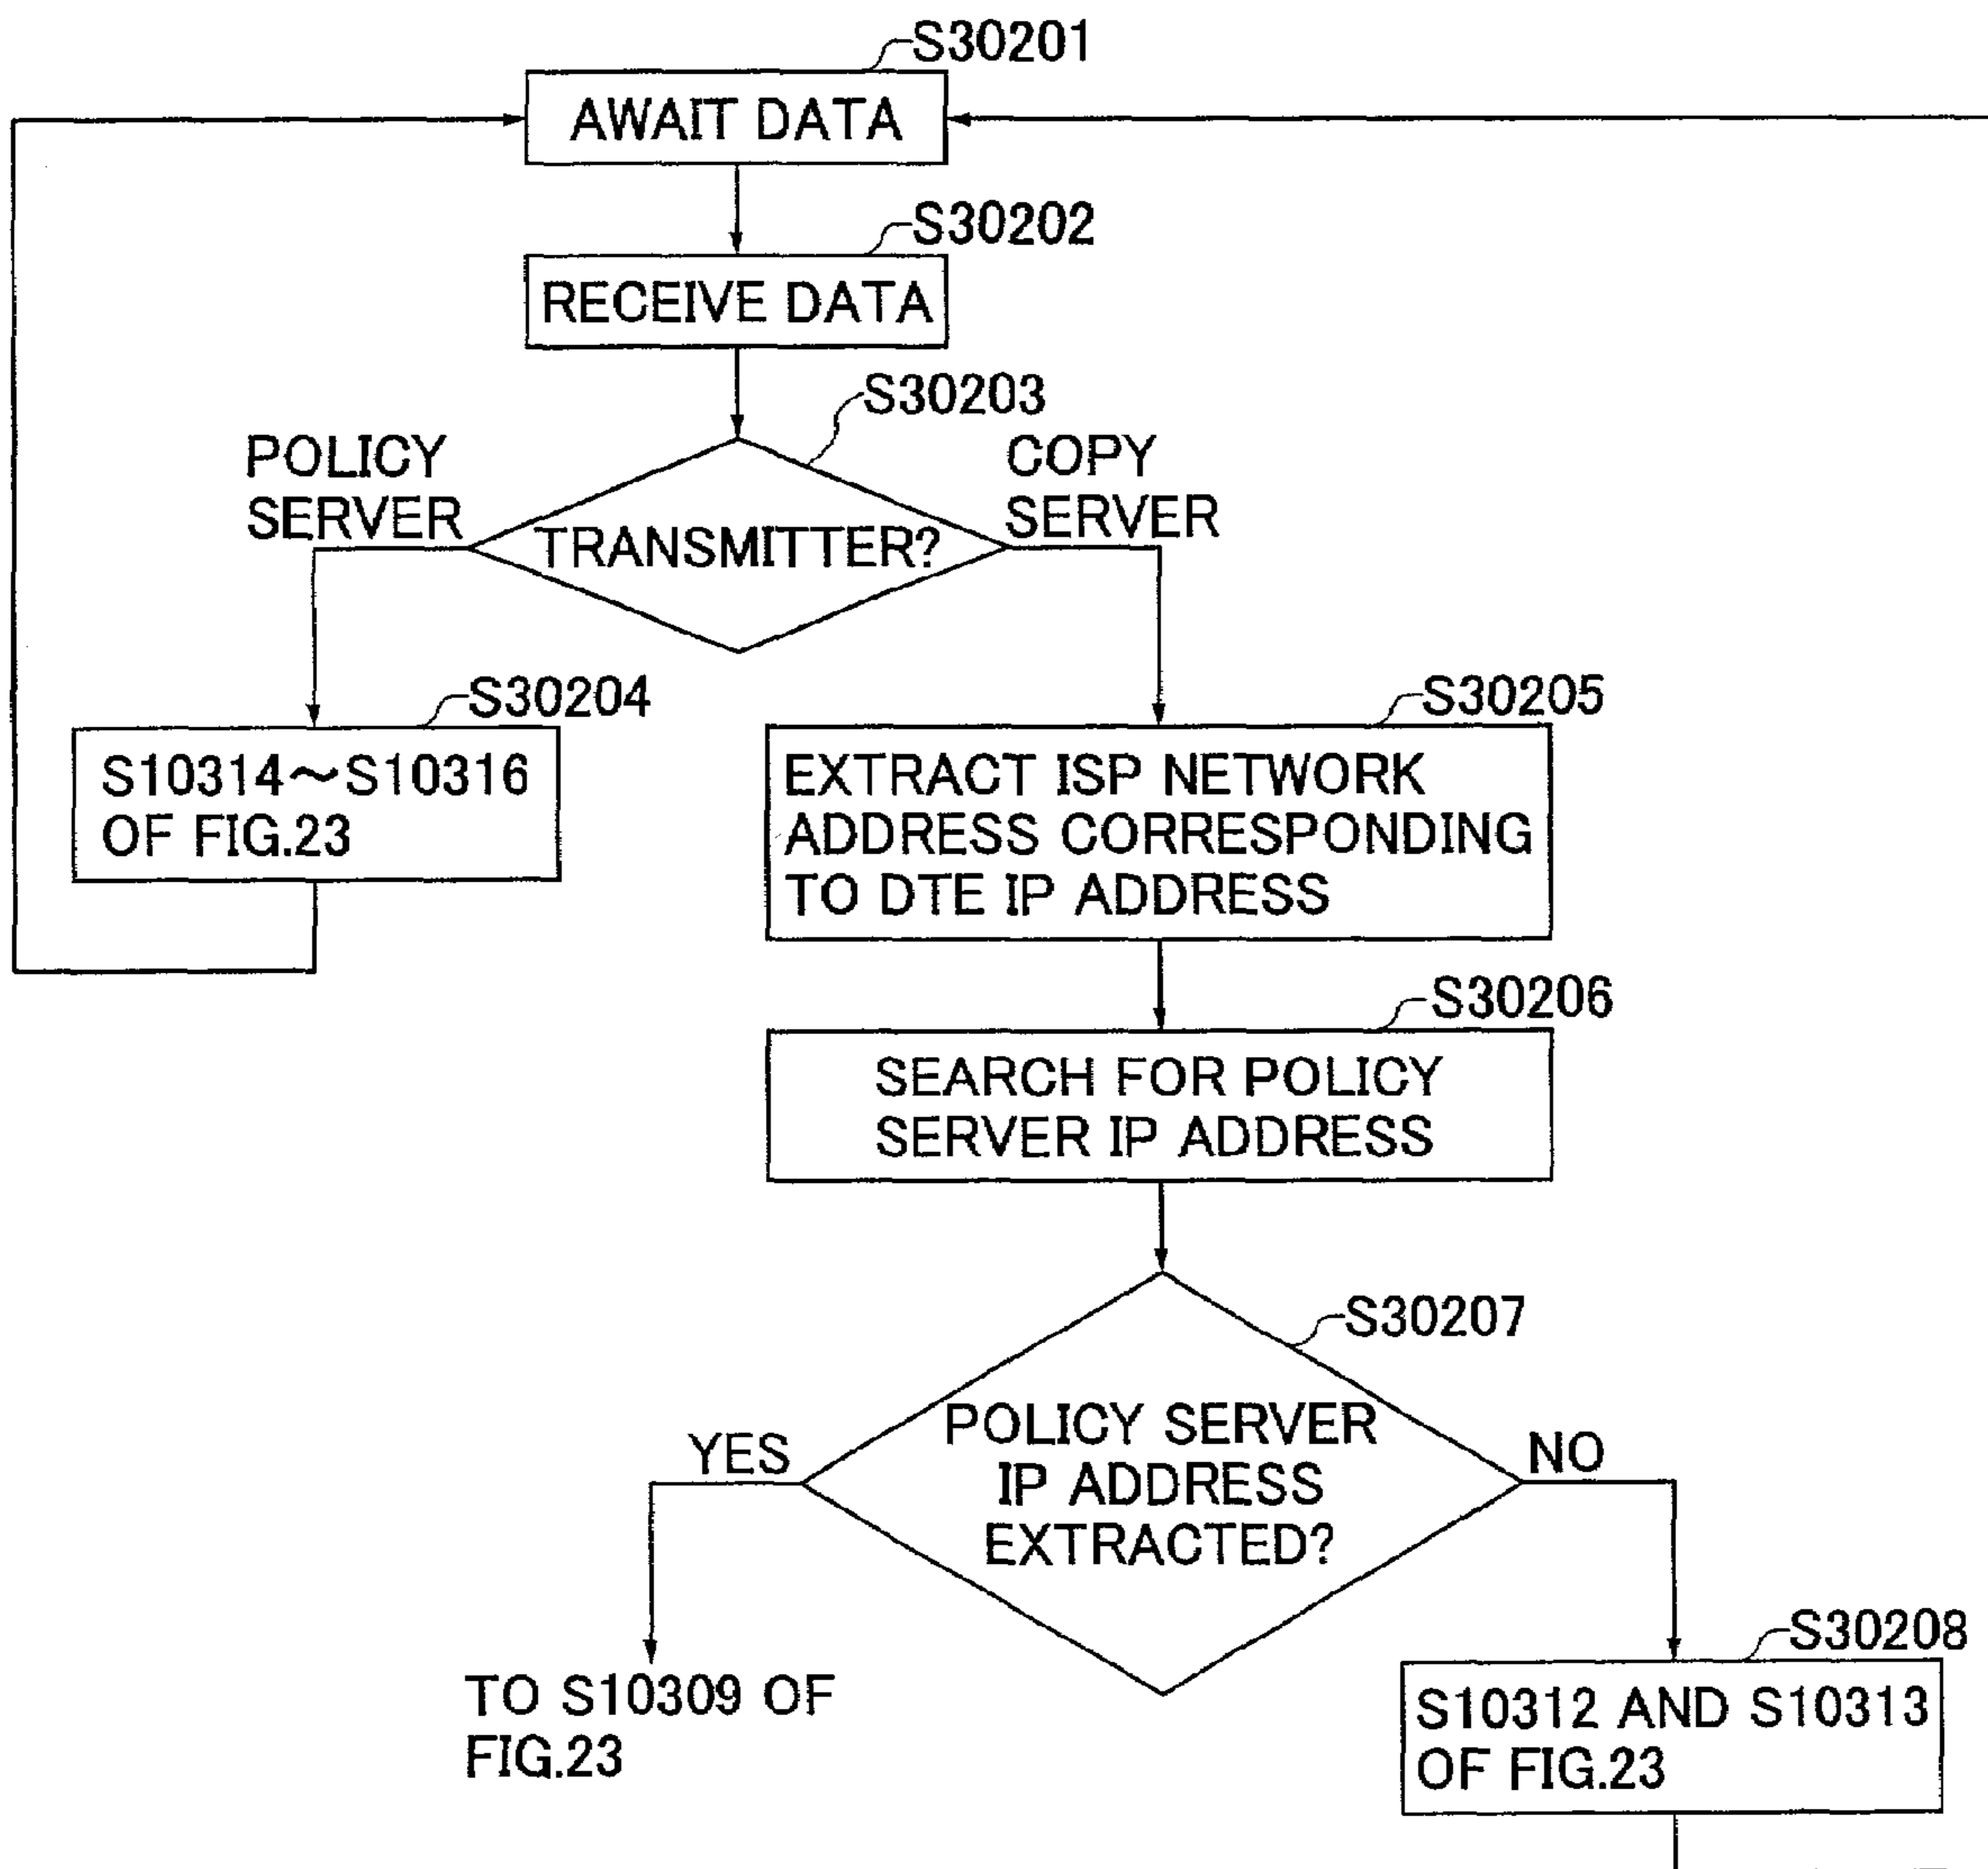 S30201
AWAIT DATA
S30202
RECEIVE DATA
S30203
POLICY
SERVER
COPY
SERVER
TRANSMITTER?
S30204
S10314～S10316
OF FIG.23
S30205
EXTRACT ISP NETWORK
ADDRESS CORRESPONDING
TO DTE IP ADDRESS
S30206
SEARCH FOR POLICY
SERVER IP ADDRESS
S30207
POLICY SERVER
IP ADDRESS
EXTRACTED?
YES
NO
TO S10309 OF
FIG.23
S30208
S10312 AND S10313
OF FIG.23